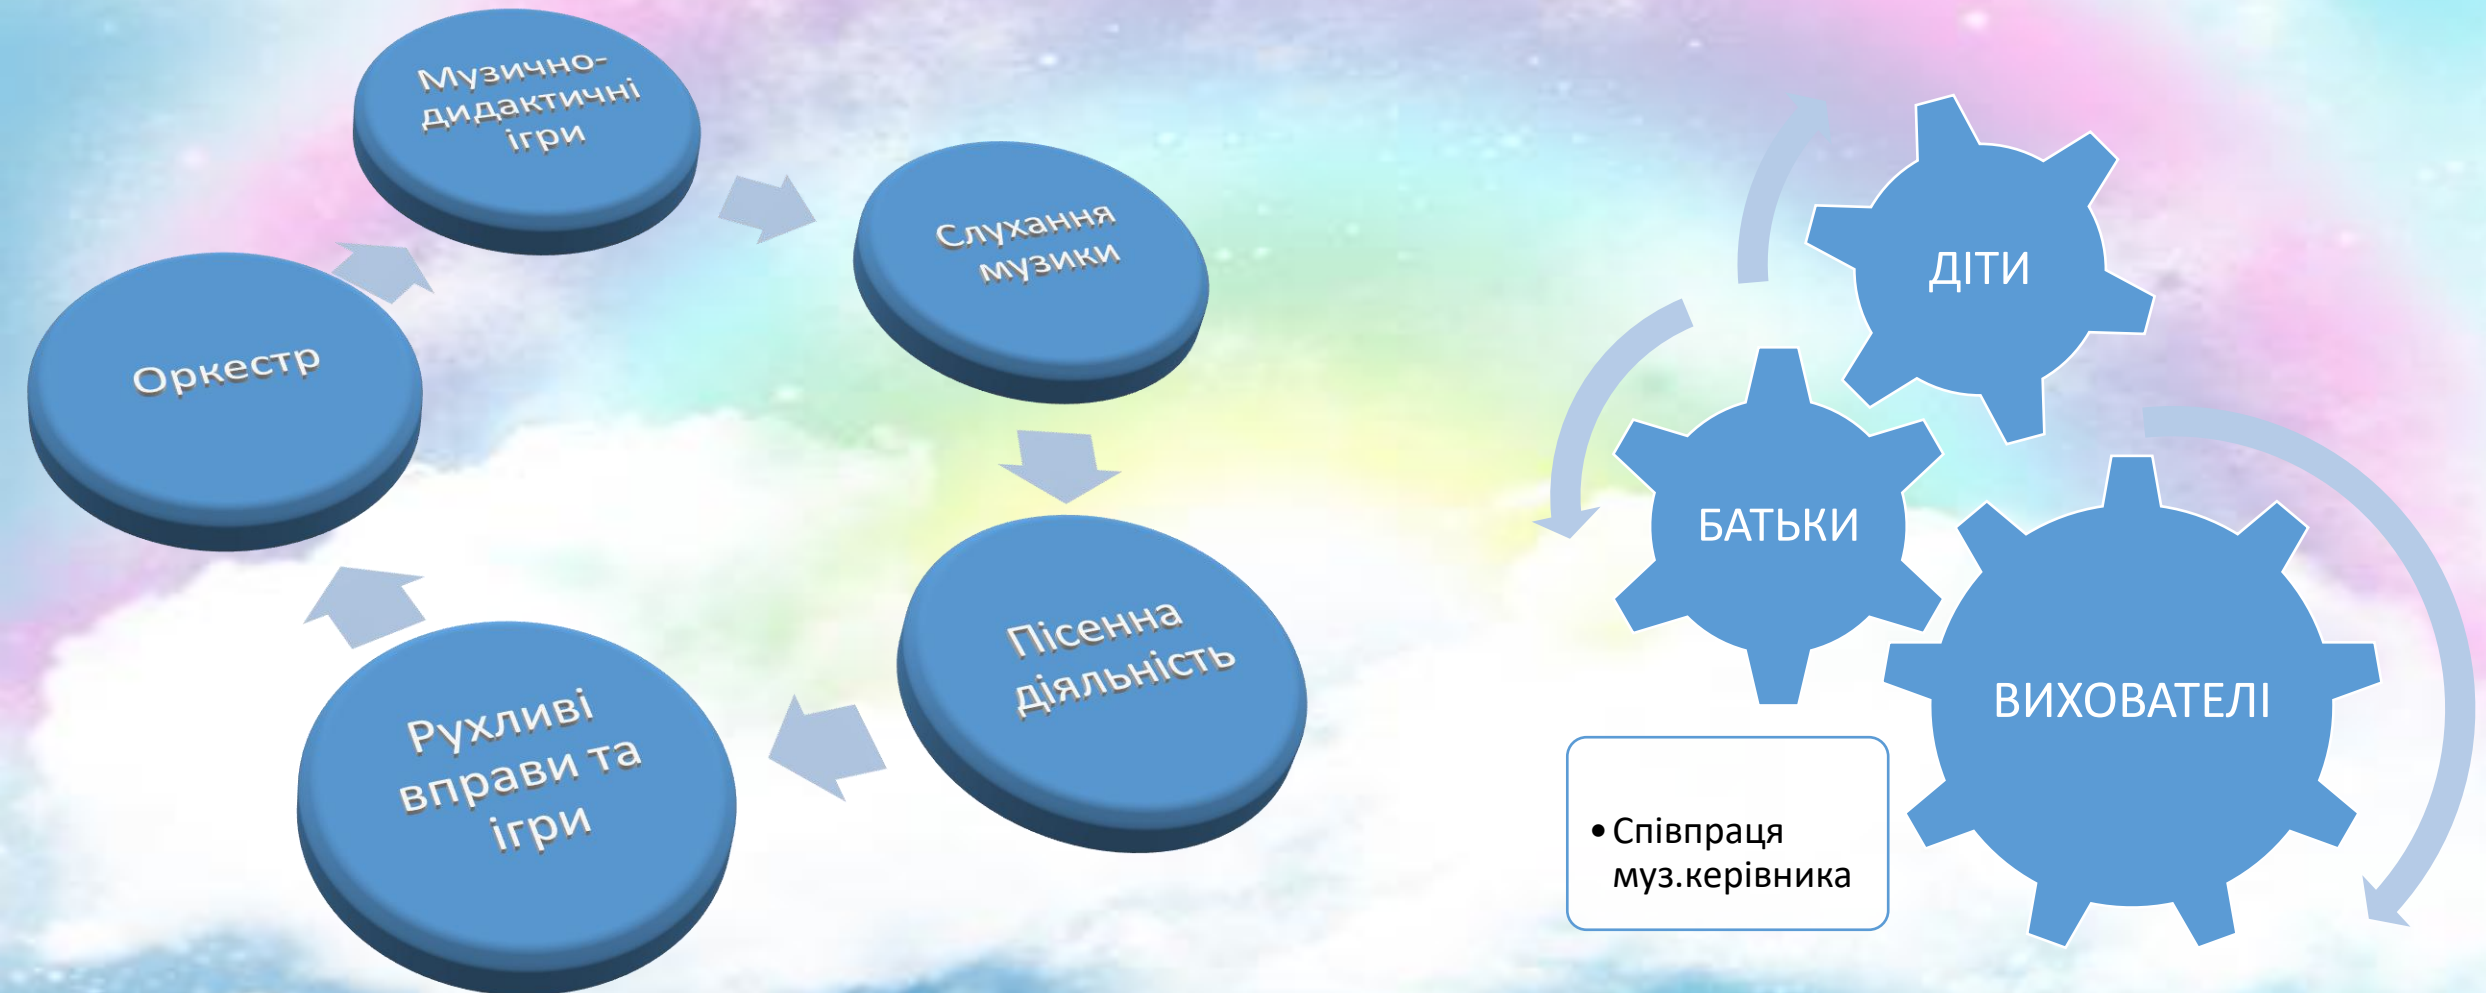 Музично-
дидактичні
ігри
Слухання
музики
Пісенна
діяльність
Рухливі
вправи та
ігри
Оркестр
ДІТИ
БАТЬКИ
ВИХОВАТЕЛІ
• Співпраця
муз.керівника